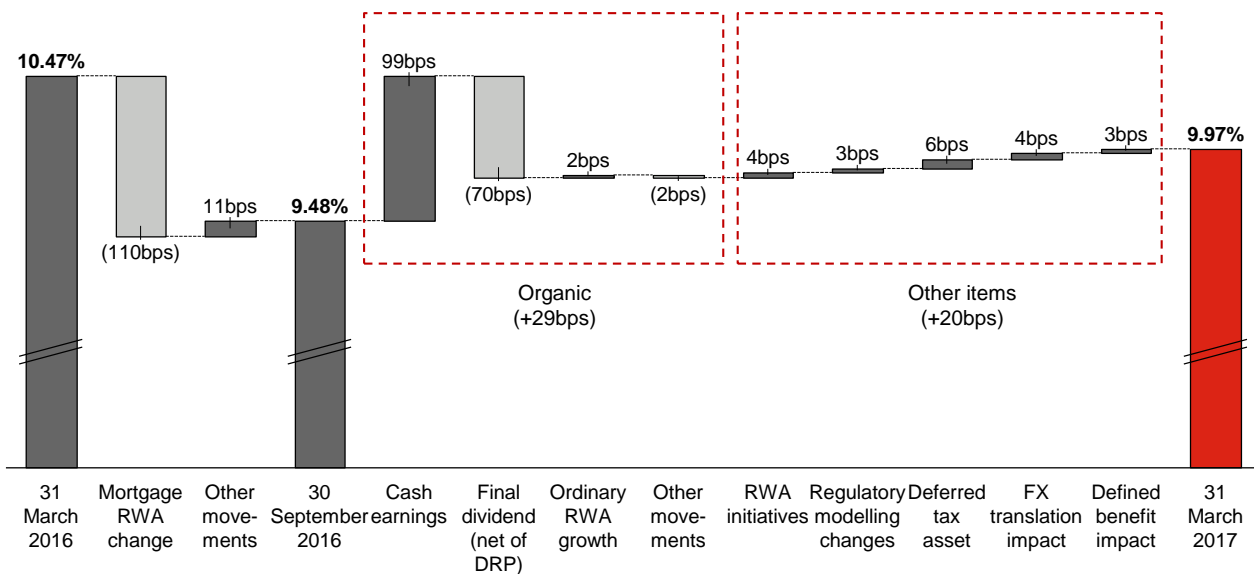 10.47%
(110bps)
11bps
9.48%
99bps
(70bps)
2bps
(2bps)
4bps
3bps
6bps
4bps
3bps
9.97%
Organic
(+29bps)
Other items
(+20bps)
31
March
2016
Mortgage
RWA
change
Other
move-
ments
30
September
2016
Cash
earnings
Final
dividend
(net of
DRP)
Ordinary
RWA
growth
Other
move-
ments
RWA
initiatives
Regulatory
modelling
changes
Deferred
tax
asset
FX
translation
impact
Defined
benefit
impact
31
March
2017